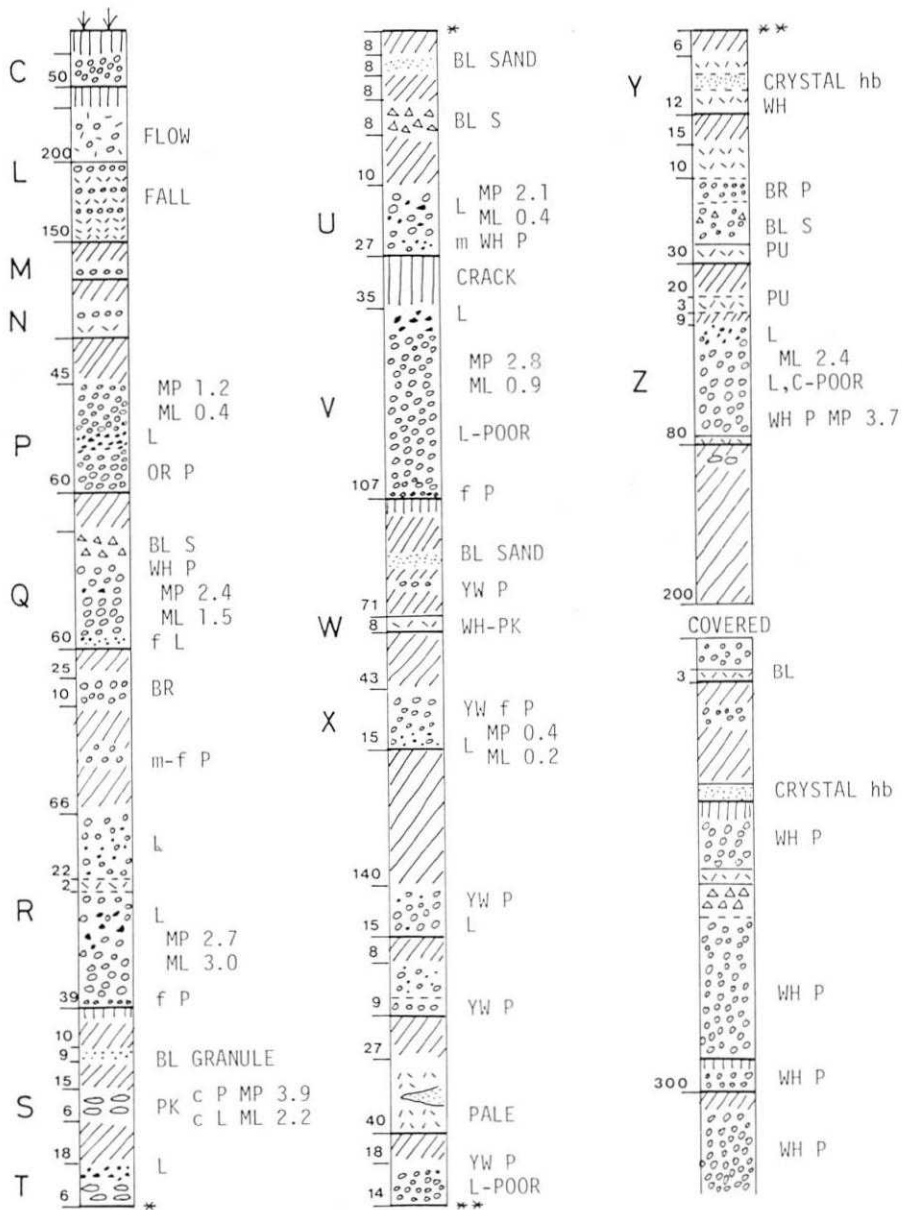 C
50
FLOW
200
L
FALL
150
M
N
45
MP 1.2
ML 0.4
L
P
OR P
60
BL S
WH P
Q
MP 2.4
ML 1.5
60
f L
25
10
BR
m-f P
66
L
22
2
R
L
MP 2.7
ML 3.0
39
f P
10
9
BL GRANULE
15
S
PK c P MP 3.9
c L ML 2.2
6
18
L
T
6
*
*
8
8
BL SAND
8
8
BL S
10
L MP 2.1
ML 0.4
U
m WH P
27
CRACK
35
L
MP 2.8
ML 0.9
V
L-POOR
107
f P
BL SAND
YW P
71
W
8
WH-PK
43
X
YW f P
L MP 0.4
ML 0.2
15
140
YW P
15
L
8
9
YW P
27
PALE
40
18
YW P
14
L-POOR
**
**
6
Y
CRYSTAL hb
12
WH
15
10
BR P
BL S
30
PU
20
3
PU
9
L
ML 2.4
Z
L,C-POOR
WH P MP 3.7
80
200
COVERED
3
BL
CRYSTAL hb
WH P
WH P
WH P
300
WH P